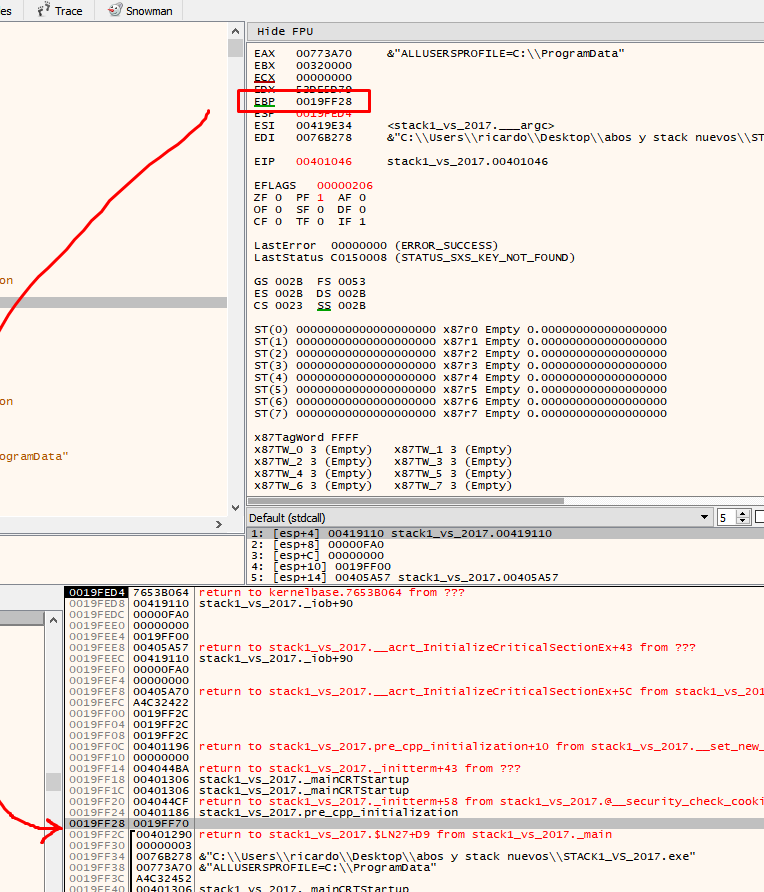 es Trace Snowman
Hide FPU
EAX 00773A70 &"ALLUSERSPROFILE=C:\\ProgramData"
EBX 00320000
ECX 00000000
EDX
EBP 0019FF28
ESP 0019FED4
ESI 00419E34 <stack1_vs_2017.___argc>
EDI 0076B278 &"C:\\Users\\ricardo\\Desktop\\abos y stack nuevos\\ST
EIP 00401046 stack1_vs_2017.00401046
EFLAGS 00000206
ZF 0 PF 1 AF 0
OF 0 SF 0 DF 0
CF 0 TF 0 IF 1
LastError 00000000 (ERROR_SUCCESS)
LastStatus C0150008 (STATUS_SXS_KEY_NOT_FOUND)
GS 002B FS 0053
ES 002B DS 002B
CS 0023 SS 002B
ST(0) 00000000000000000000 x87r0 Empty 0.000000000000000000
ST(1) 00000000000000000000 x87r1 Empty 0.000000000000000000
ST(2) 00000000000000000000 x87r2 Empty 0.000000000000000000
ST(3) 00000000000000000000 x87r3 Empty 0.000000000000000000
ST(4) 00000000000000000000 x87r4 Empty 0.000000000000000000
ST(5) 00000000000000000000 x87r5 Empty 0.000000000000000000
ST(6) 00000000000000000000 x87r6 Empty 0.000000000000000000
ST(7) 00000000000000000000 x87r7 Empty 0.000000000000000000
x87TagWord FFFF
x87TW_0 3 (Empty) x87TW_1 3 (Empty)
x87TW_2 3 (Empty) x87TW_3 3 (Empty)
x87TW_4 3 (Empty) x87TW_5 3 (Empty)
x87TW_6 3 (Empty) x87TW_7 3 (Empty)
on
on
ogramData"
Default (stdcall) 5
1: [esp+4] 00419110 stack1_vs_2017.00419110
2: [esp+8] 00000FA0
3: [esp+C] 00000000
4: [esp+10] 0019FF00
5: [esp+14] 00405A57 stack1_vs_2017.00405A57
0019FED4 7653B064 return to kernelbase.7653B064 from ???
0019FED8 00419110 stack1_vs_2017._iob+90
0019FEDC 00000FA0
0019FEE0 00000000
0019FEE4 0019FF00
0019FEE8 00405A57 return to stack1_vs_2017.__acrt_InitializeCriticalSectionEx+43 from ???
0019FEEC 00419110 stack1_vs_2017._iob+90
0019FEF0 00000FA0
0019FEF4 00000000
0019FEF8 00405A70 return to stack1_vs_2017.__acrt_InitializeCriticalSectionEx+5C from stack1_vs_201
0019FEFC A4C32422
0019FF00 0019FF2C
0019FF04 0019FF2C
0019FF08 0019FF2C
0019FF0C 00401196 return to stack1_vs_2017.pre_cpp_initialization+10 from stack1_vs_2017.__set_new_
0019FF10 00000000
0019FF14 004044BA return to stack1_vs_2017._initterm+43 from ???
0019FF18 00401306 stack1_vs_2017._mainCRTStartup
0019FF1C 00401306 stack1_vs_2017._mainCRTStartup
0019FF20 004044CF return to stack1_vs_2017._initterm+58 from stack1_vs_2017.@__security_check_cooki
0019FF24 00401186 stack1_vs_2017.pre_cpp_initialization
0019FF28 0019FF70
0019FF2C 00401290 return to stack1_vs_2017.$LN27+D9 from stack1_vs_2017._main
0019FF30 00000003
0019FF34 0076B278 &"C:\\Users\\ricardo\\Desktop\\abos y stack nuevos\\STACK1_VS_2017.exe"
0019FF38 00773A70 &"ALLUSERSPROFILE=C:\\ProgramData"
0019FF3C A4C32452
0019FF40 00401306 stack1_vs_2017._mainCRTStartup